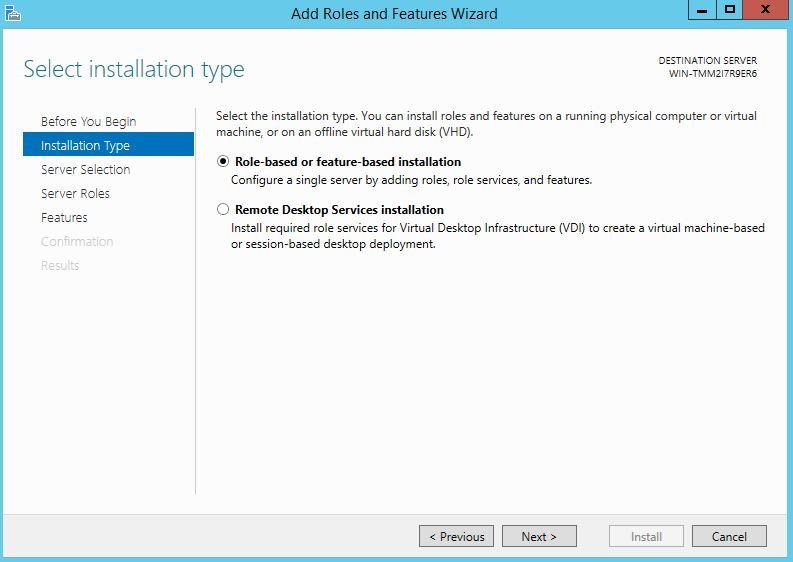 Add Roles and Features Wizard
Select installation type
DESTINATION SERVER
WIN-TMM2I7R9ER6
Before You Begin
Installation Type
Server Selection
Server Roles
Features
Confirmation
Results
Select the installation type. You can install roles and features on a running physical computer or virtual
machine, or on an offline virtual hard disk (VHD).
Role-based or feature-based installation
Configure a single server by adding roles, role services, and features.
Remote Desktop Services installation
Install required role services for Virtual Desktop Infrastructure (VDI) to create a virtual machine-based
or session-based desktop deployment.
< Previous
Next >
Install
Cancel